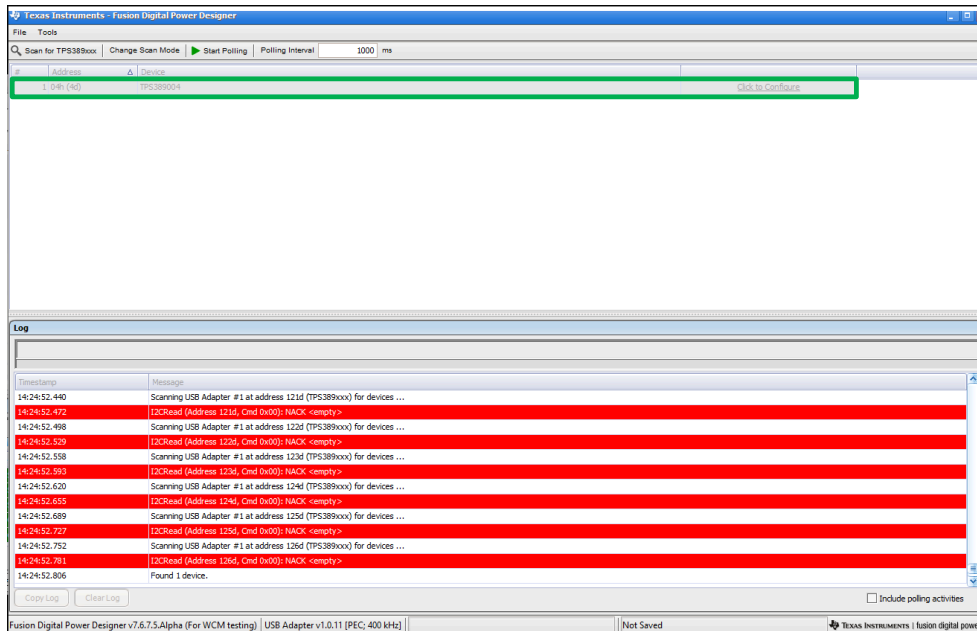 Texas Instruments - Fusion Digital Power Designer
File Tools
Scan for TPS389xxx Change Scan Mode Start Polling Polling Interval 1000 ms
# Address Device
1 04h (4d) TPS389004 Click to Configure
Log
Timestamp Message
14:24:52.440 Scanning USB Adapter #1 at address 121d (TPS389xxx) for devices ...
14:24:52.472 I2CRead (Address 121d, Cmd 0x00): NACK <empty>
14:24:52.498 Scanning USB Adapter #1 at address 122d (TPS389xxx) for devices ...
14:24:52.529 I2CRead (Address 122d, Cmd 0x00): NACK <empty>
14:24:52.558 Scanning USB Adapter #1 at address 123d (TPS389xxx) for devices ...
14:24:52.593 I2CRead (Address 123d, Cmd 0x00): NACK <empty>
14:24:52.620 Scanning USB Adapter #1 at address 124d (TPS389xxx) for devices ...
14:24:52.655 I2CRead (Address 124d, Cmd 0x00): NACK <empty>
14:24:52.689 Scanning USB Adapter #1 at address 125d (TPS389xxx) for devices ...
14:24:52.727 I2CRead (Address 125d, Cmd 0x00): NACK <empty>
14:24:52.752 Scanning USB Adapter #1 at address 126d (TPS389xxx) for devices ...
14:24:52.781 I2CRead (Address 126d, Cmd 0x00): NACK <empty>
14:24:52.806 Found 1 device.
Copy Log Clear Log Include polling activities
Fusion Digital Power Designer v7.6.7.5.Alpha (For WCM testing) USB Adapter v1.0.11 [PEC; 400 kHz] Not Saved TEXAS INSTRUMENTS | fusion digital powe